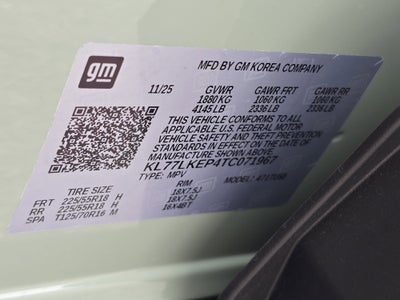 gm
MFD BY GM KOREA COMPANY
11/25 GVWR GAWR FRT GAWR RR
1880 KG 1060 KG 1060 KG
4145 LB 2336 LB 2336 LB
THIS VEHICLE CONFORMS TO ALL
APPLICABLE U.S. FEDERAL MOTOR
VEHICLE SAFETY AND THEFT PREVENTION
STANDARDS IN EFFECT ON THE DATE OF
MANUFACTURE SHOWN ABOVE.
KL77LKEP4TC071967
TYPE: MPV
TIRE SIZE RIM
FRT 225/55R18 H 18X7.5J
RR 225/55R18 H 18X7.5J
SPA T125/70R16 M 16X4BT